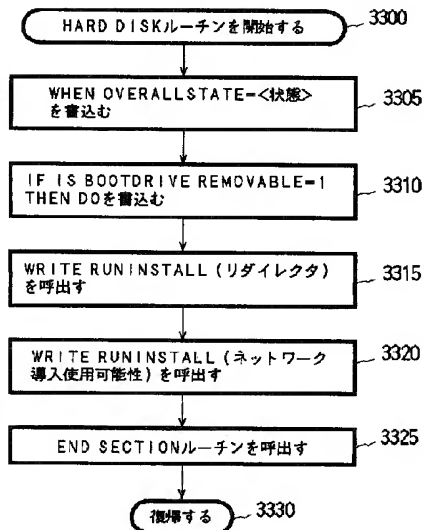 HARD DISKルーチンを開始する
3300
WHEN OVERALLSTATE=<状態>
を書込む
3305
IF IS BOOTDRIVE REMOVABLE=1
THEN DOを書込む
3310
WRITE RUNINSTALL (リダイレクタ)
を呼出す
3315
WRITE RUNINSTALL (ネットワーク
導入使用可能性) を呼出す
3320
END SECTIONルーチンを呼出す
3325
復帰する
3330